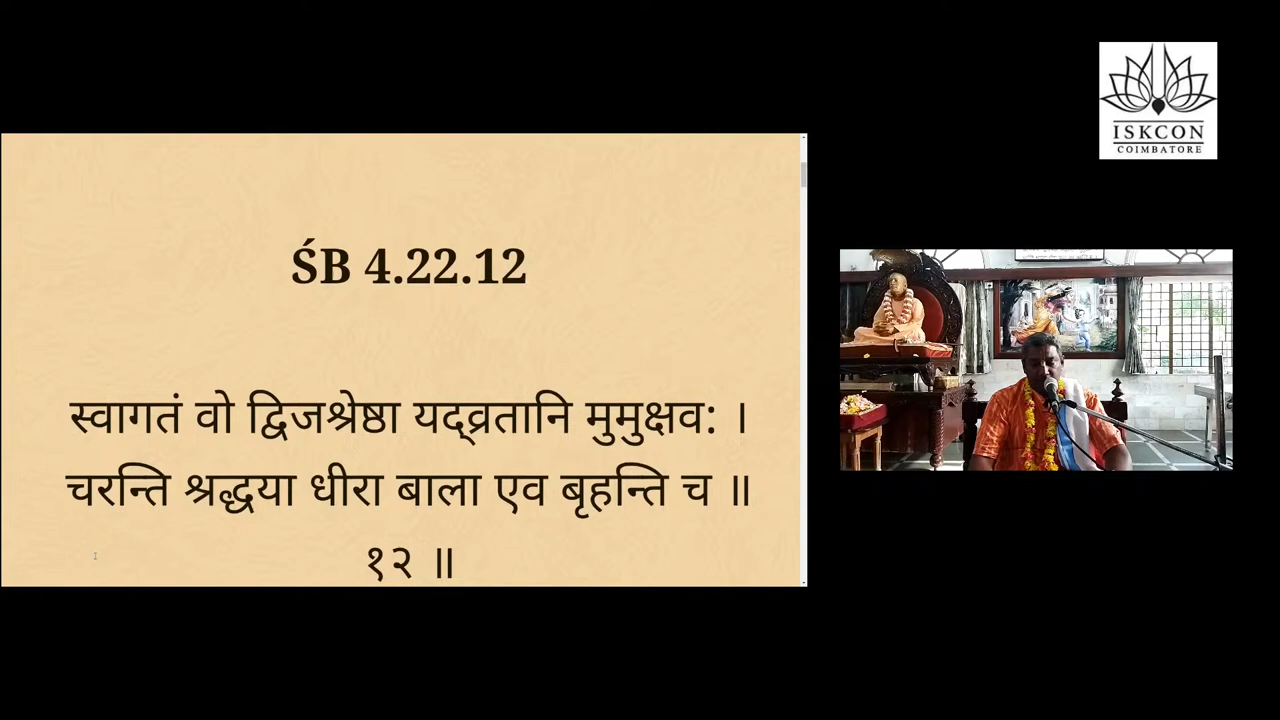 ISKCON
COIMBATORE
ŚB 4.22.12
स्वागतं वो द्विजश्रेष्ठा यद्‌व्रतानि मुमुक्षव: ।
चरन्ति श्रद्धया धीरा बाला एव बृहन्ति च ॥
१२ ॥